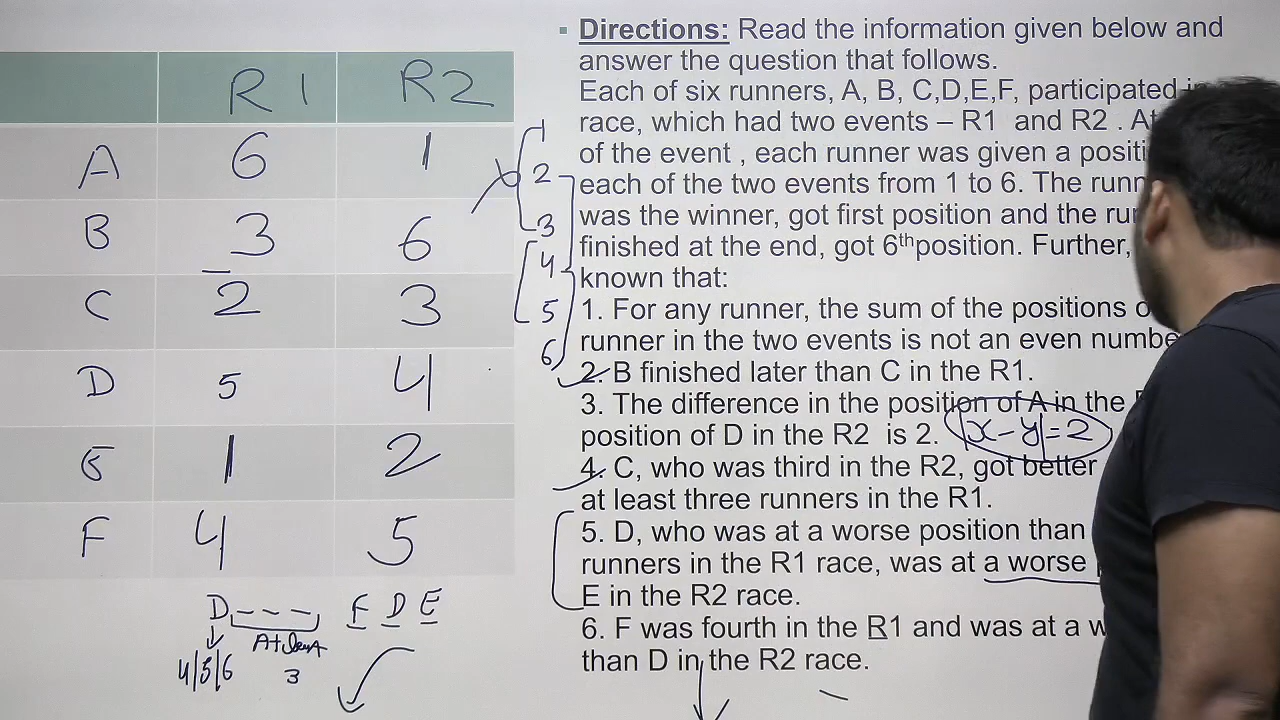 R1 R2
A 6 1
B 3 6
C 2 3
D 5 4
E 1 2
F 4 5
1
2
3
4
5
6
D - - - F D E
4/5/6
3
▪ Directions: Read the information given below and
answer the question that follows.
Each of six runners, A, B, C,D,E,F, participated in
race, which had two events – R1 and R2 . At
of the event , each runner was given a positi
each of the two events from 1 to 6. The runn
was the winner, got first position and the ru
finished at the end, got 6th position. Further,
known that:
1. For any runner, the sum of the positions o
runner in the two events is not an even numbe
2. B finished later than C in the R1.
3. The difference in the position of A in the
position of D in the R2 is 2. |x-y|=2
4. C, who was third in the R2, got better
at least three runners in the R1.
5. D, who was at a worse position than
runners in the R1 race, was at a worse
E in the R2 race.
6. F was fourth in the R1 and was at a w
than D in the R2 race.